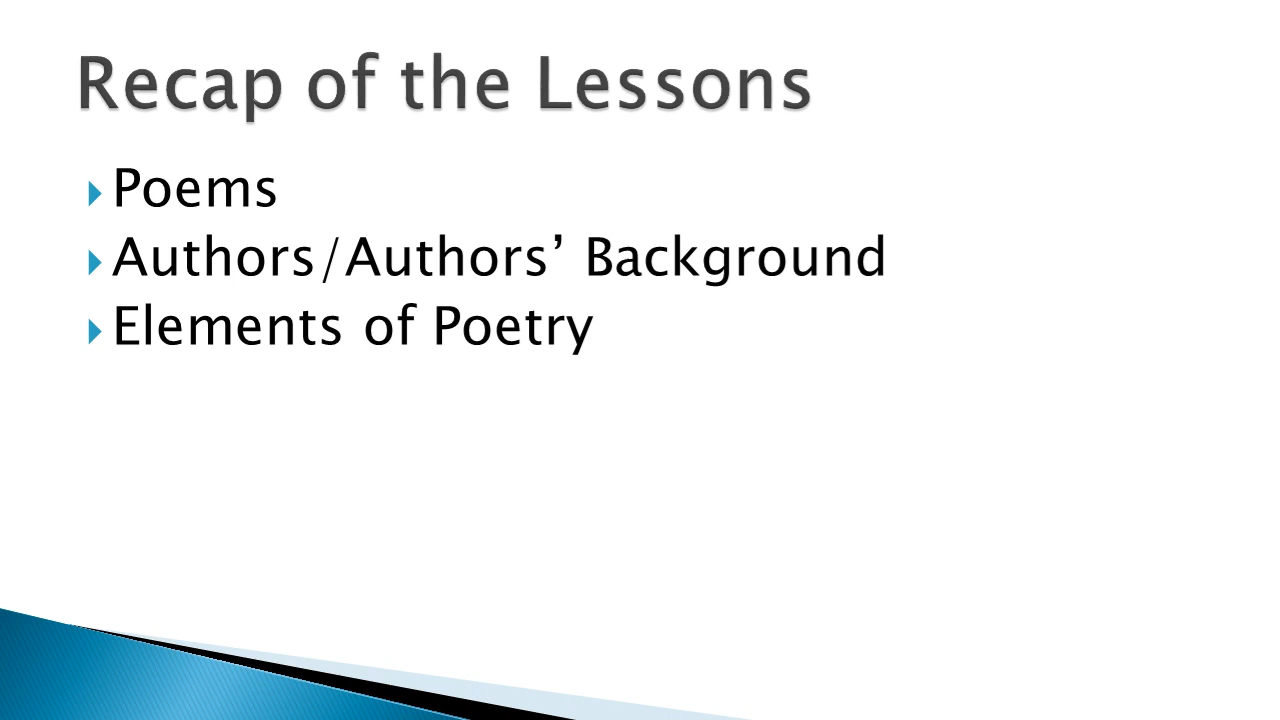 Recap of the Lessons
Poems
Authors/Authors’ Background
Elements of Poetry